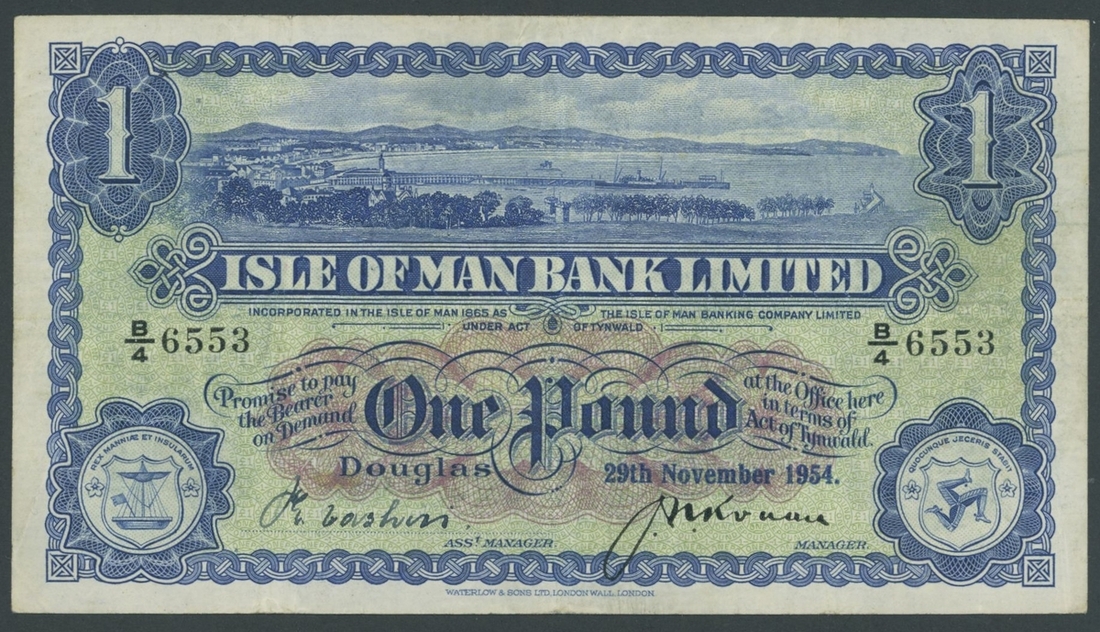 1 1
ISLE OF MAN BANK LIMITED
INCORPORATED IN THE ISLE OF MAN 1865 AS THE ISLE OF MAN BANKING COMPANY LIMITED
UNDER ACT OF TYNWALD
B/4 6553 B/4 6553
Promise to pay
the Bearer
on Demand
One Pound
at the Office here
in terms of
Act of Tynwald.
Douglas 29th November 1954.
REX MANNIÆ ET INSULARUM
QUOCUNQUE JECERIS STABIT
ASST MANAGER. MANAGER.
WATERLOW & SONS LTD, LONDON WALL, LONDON.